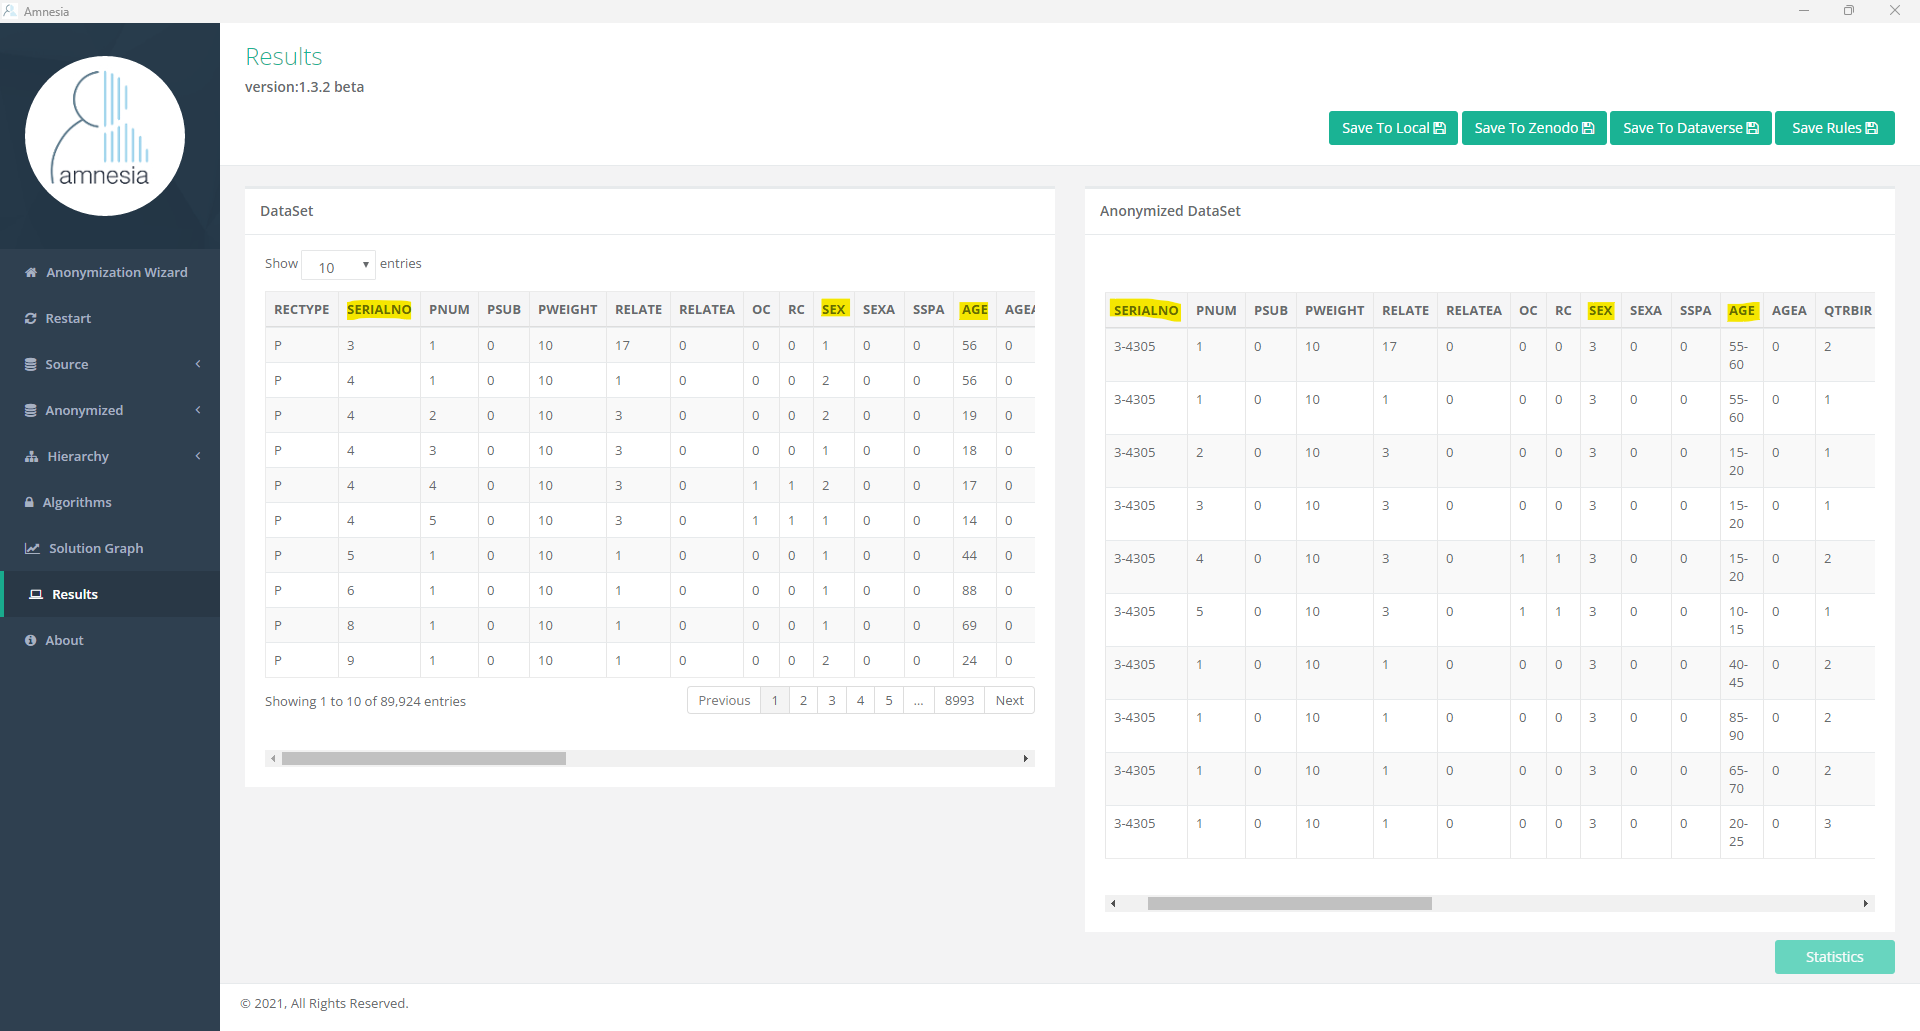 Amnesia
amnesia
Anonymization Wizard
Restart
Source
Anonymized
Hierarchy
Algorithms
Solution Graph
Results
About
Results
version:1.3.2 beta
Save To Local Save To Zenodo Save To Dataverse Save Rules
DataSet
Show 10 entries
RECTYPE SERIALNO PNUM PSUB PWEIGHT RELATE RELATEA OC RC SEX SEXA SSPA AGE AGEA
P 3 1 0 10 17 0 0 0 1 0 0 56 0
P 4 1 0 10 1 0 0 0 2 0 0 56 0
P 4 2 0 10 3 0 0 0 2 0 0 19 0
P 4 3 0 10 3 0 0 0 1 0 0 18 0
P 4 4 0 10 3 0 1 1 2 0 0 17 0
P 4 5 0 10 3 0 1 1 1 0 0 14 0
P 5 1 0 10 1 0 0 0 1 0 0 44 0
P 6 1 0 10 1 0 0 0 1 0 0 88 0
P 8 1 0 10 1 0 0 0 1 0 0 69 0
P 9 1 0 10 1 0 0 0 2 0 0 24 0
Showing 1 to 10 of 89,924 entries
Previous 1 2 3 4 5 ... 8993 Next
Anonymized DataSet
SERIALNO PNUM PSUB PWEIGHT RELATE RELATEA OC RC SEX SEXA SSPA AGE AGEA QTRBIR
3-4305 1 0 10 17 0 0 0 3 0 0 55- 0 2
60
3-4305 1 0 10 1 0 0 0 3 0 0 55- 0 1
60
3-4305 2 0 10 3 0 0 0 3 0 0 15- 0 1
20
3-4305 3 0 10 3 0 0 0 3 0 0 15- 0 1
20
3-4305 4 0 10 3 0 1 1 3 0 0 15- 0 2
20
3-4305 5 0 10 3 0 1 1 3 0 0 10- 0 1
15
3-4305 1 0 10 1 0 0 0 3 0 0 40- 0 2
45
3-4305 1 0 10 1 0 0 0 3 0 0 85- 0 2
90
3-4305 1 0 10 1 0 0 0 3 0 0 65- 0 2
70
3-4305 1 0 10 1 0 0 0 3 0 0 20- 0 3
25
Statistics
© 2021, All Rights Reserved.